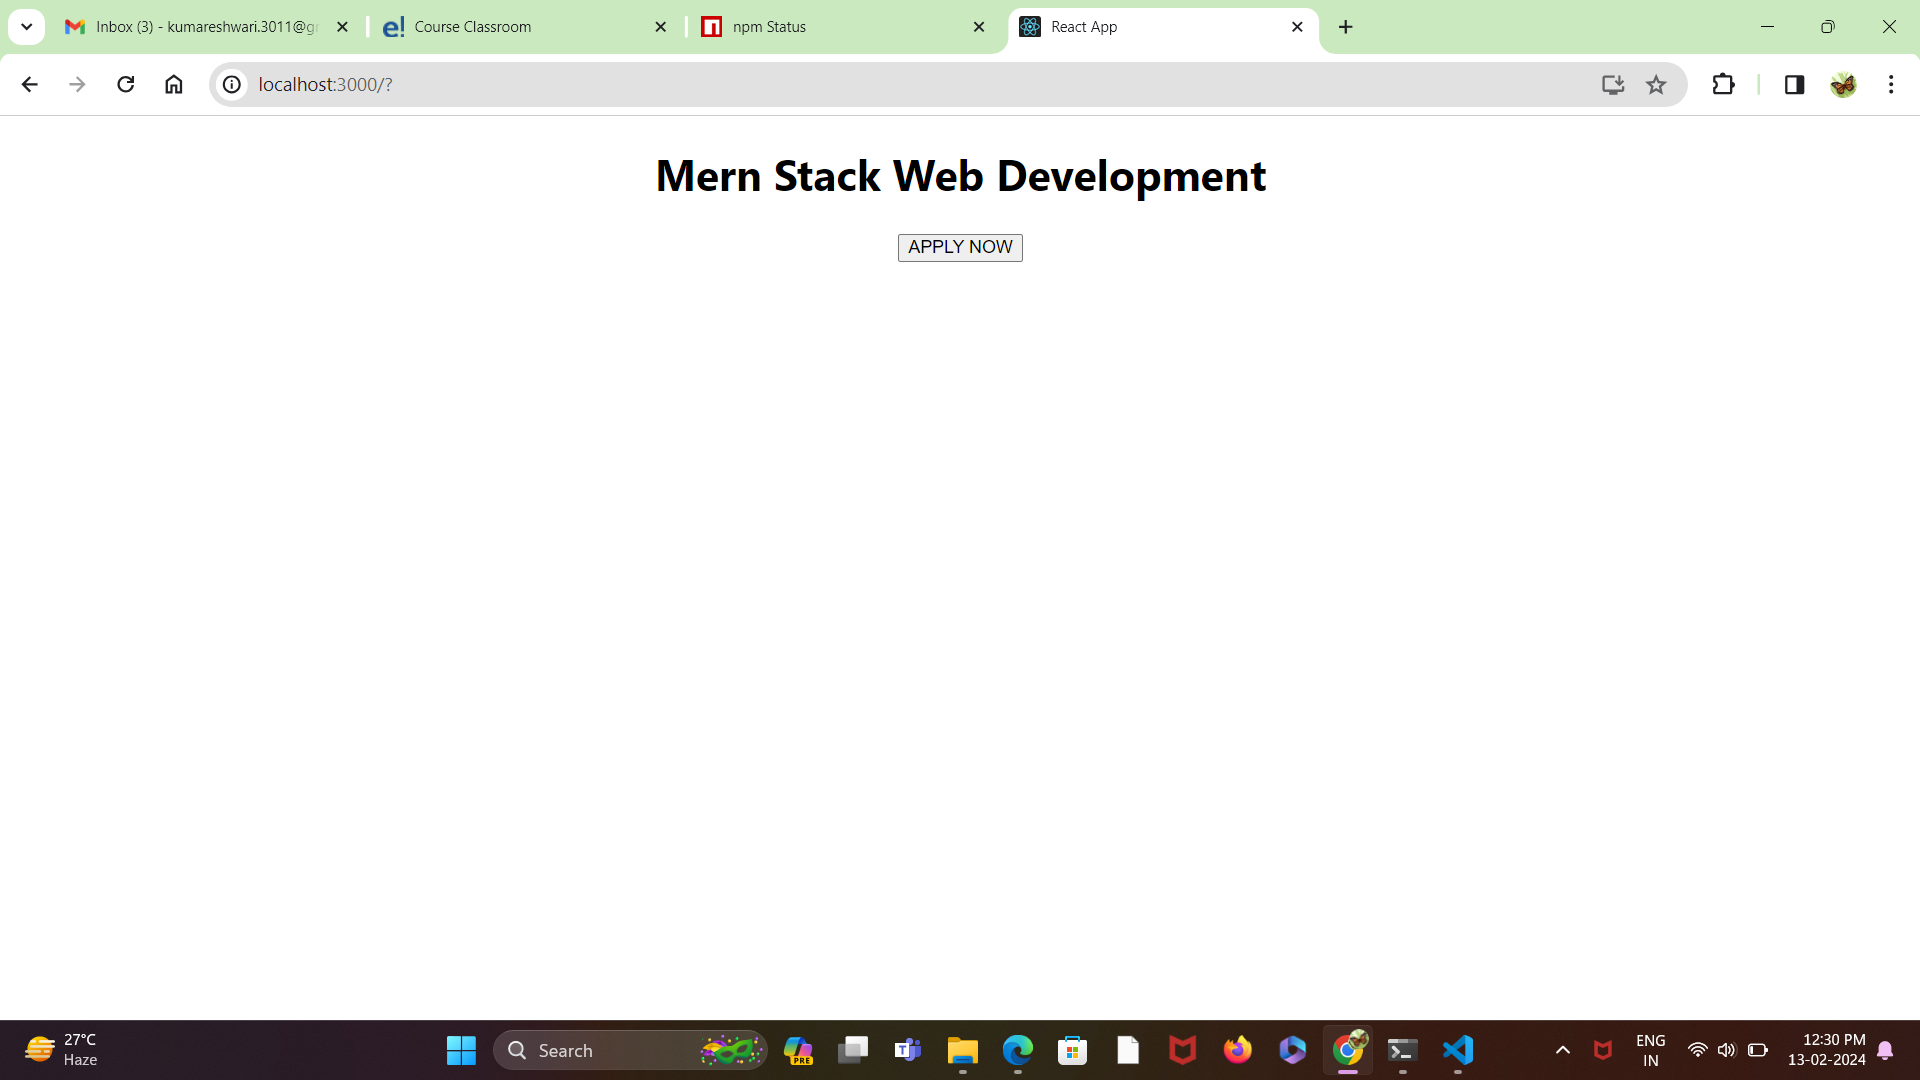 Inbox (3) - kumareshwari.3011@g
Course Classroom
npm Status
React App
localhost:3000/?
Mern Stack Web Development
APPLY NOW
27°C
Haze
Search
PRE
ENG
IN
12:30 PM
13-02-2024